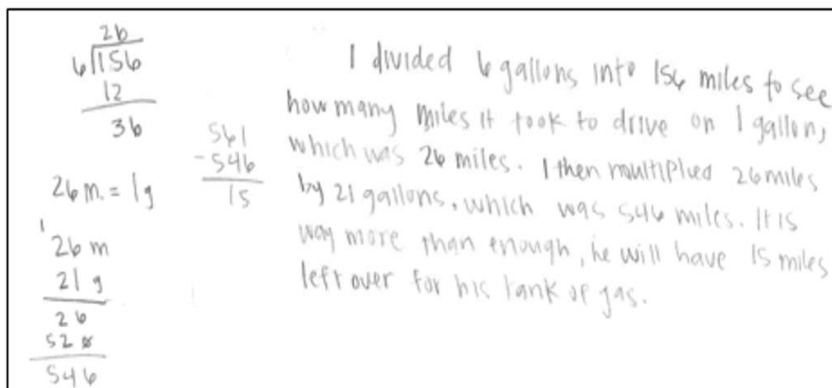 26
6√156
12
36
26 m = 1g
1
26 m
21 g
26
520
546
561
-546
15
I divided 6 gallons into 156 miles to see
how many miles it took to drive on 1 gallon,
which was 26 miles. I then multiplied 26 miles
by 21 gallons, which was 546 miles. It is
way more than enough, he will have 15 miles
left over for his tank of gas.